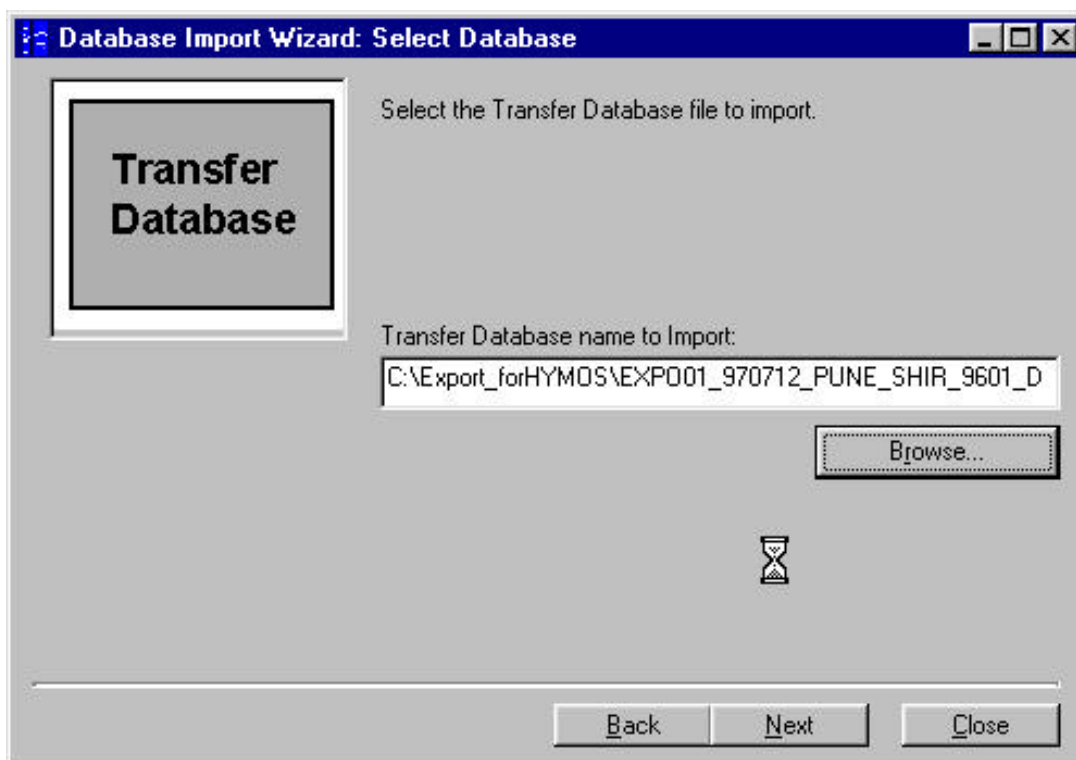 Database Import Wizard: Select Database
Transfer
Database
Select the Transfer Database file to import.
Transfer Database name to Import:
C:\Export_forHYMOS\EXPO01_970712_PUNE_SHIR_9601_D
Browse...
Back
Next
Close